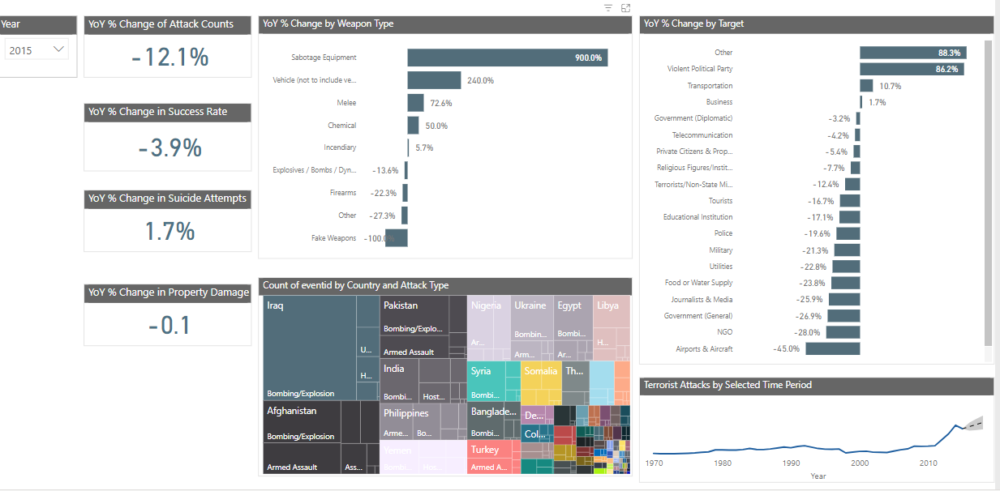 Year
2015
YoY % Change of Attack Counts
-12.1%
YoY % Change in Success Rate
-3.9%
YoY % Change in Suicide Attempts
1.7%
YoY % Change in Property Damage
-0.1
YoY % Change by Weapon Type
Sabotage Equipment 900.0%
Vehicle (not to include ve... 240.0%
Melee 72.6%
Chemical 50.0%
Incendiary 5.7%
Explosives / Bombs / Dyn... -13.6%
Firearms -22.3%
Other -27.3%
Fake Weapons -100.0%
Count of eventid by Country and Attack Type
Iraq
U...
H...
Bombing/Explosion
Afghanistan
Bombing/Explosion
Armed Assault
Ass...
Pakistan
Bombing/Explo...
Armed Assault
India
Bombi...
Host...
Philippines
Arme...
Bo...
Yemen
Bombi...
Host...
Nigeria
Ar...
Ukraine
Bombin...
Arm...
Egypt
Bombi...
Ar...
Libya
H...
Syria
Bombi...
Somalia
Th...
Banglade...
Bombi...
De...
Col...
Turkey
Armed A...
YoY % Change by Target
Other 88.3%
Violent Political Party 86.2%
Transportation 10.7%
Business 1.7%
Government (Diplomatic) -3.2%
Telecommunication -4.2%
Private Citizens & Prop... -5.4%
Religious Figures/Instit... -7.7%
Terrorists/Non-State Mi... -12.4%
Tourists -16.7%
Educational Institution -17.1%
Police -19.6%
Military -21.3%
Utilities -22.8%
Food or Water Supply -23.8%
Journalists & Media -25.9%
Government (General) -26.9%
NGO -28.0%
Airports & Aircraft -45.0%
Terrorist Attacks by Selected Time Period
1970 1980 1990 2000 2010
Year